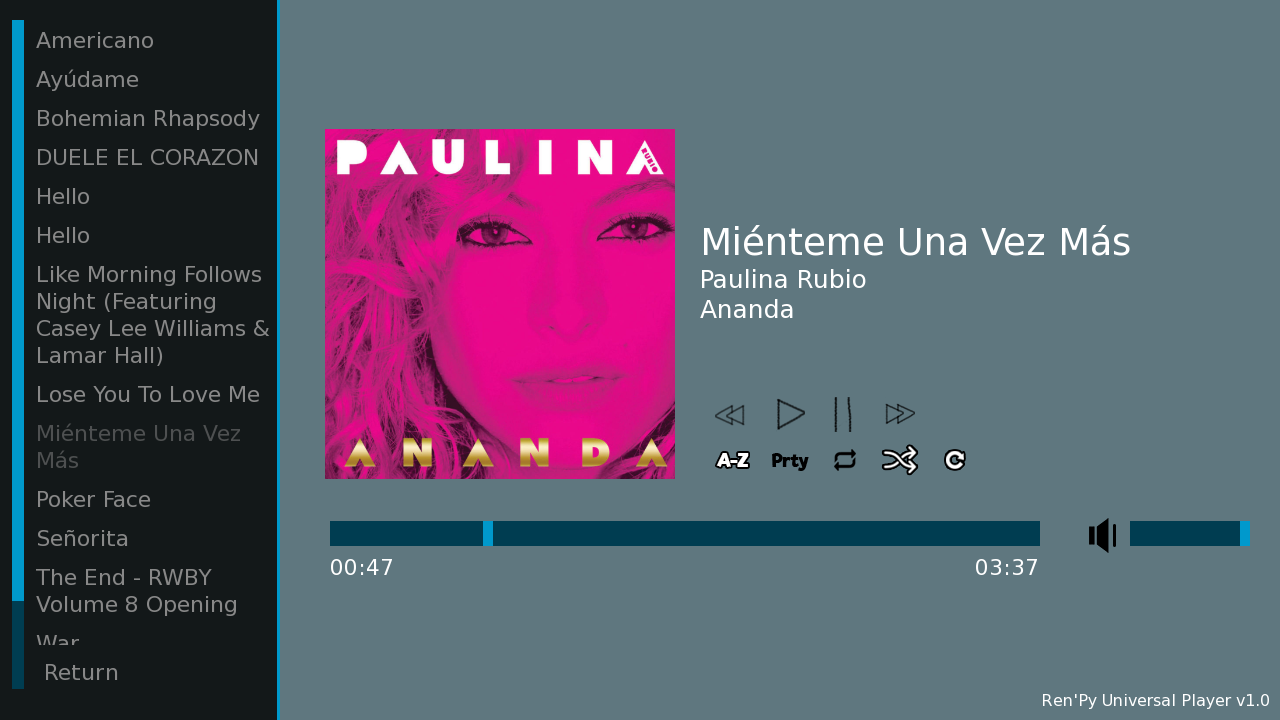 Americano
Ayúdame
Bohemian Rhapsody
DUELE EL CORAZON
Hello
Hello
Like Morning Follows
Night (Featuring
Casey Lee Williams &
Lamar Hall)
Lose You To Love Me
Miénteme Una Vez
Más
Poker Face
Señorita
The End - RWBY
Volume 8 Opening
War
Return
PAULINA
RUBIO
ANANDA
Miénteme Una Vez Más
Paulina Rubio
Ananda
A-Z Prty
00:47
03:37
Ren'Py Universal Player v1.0